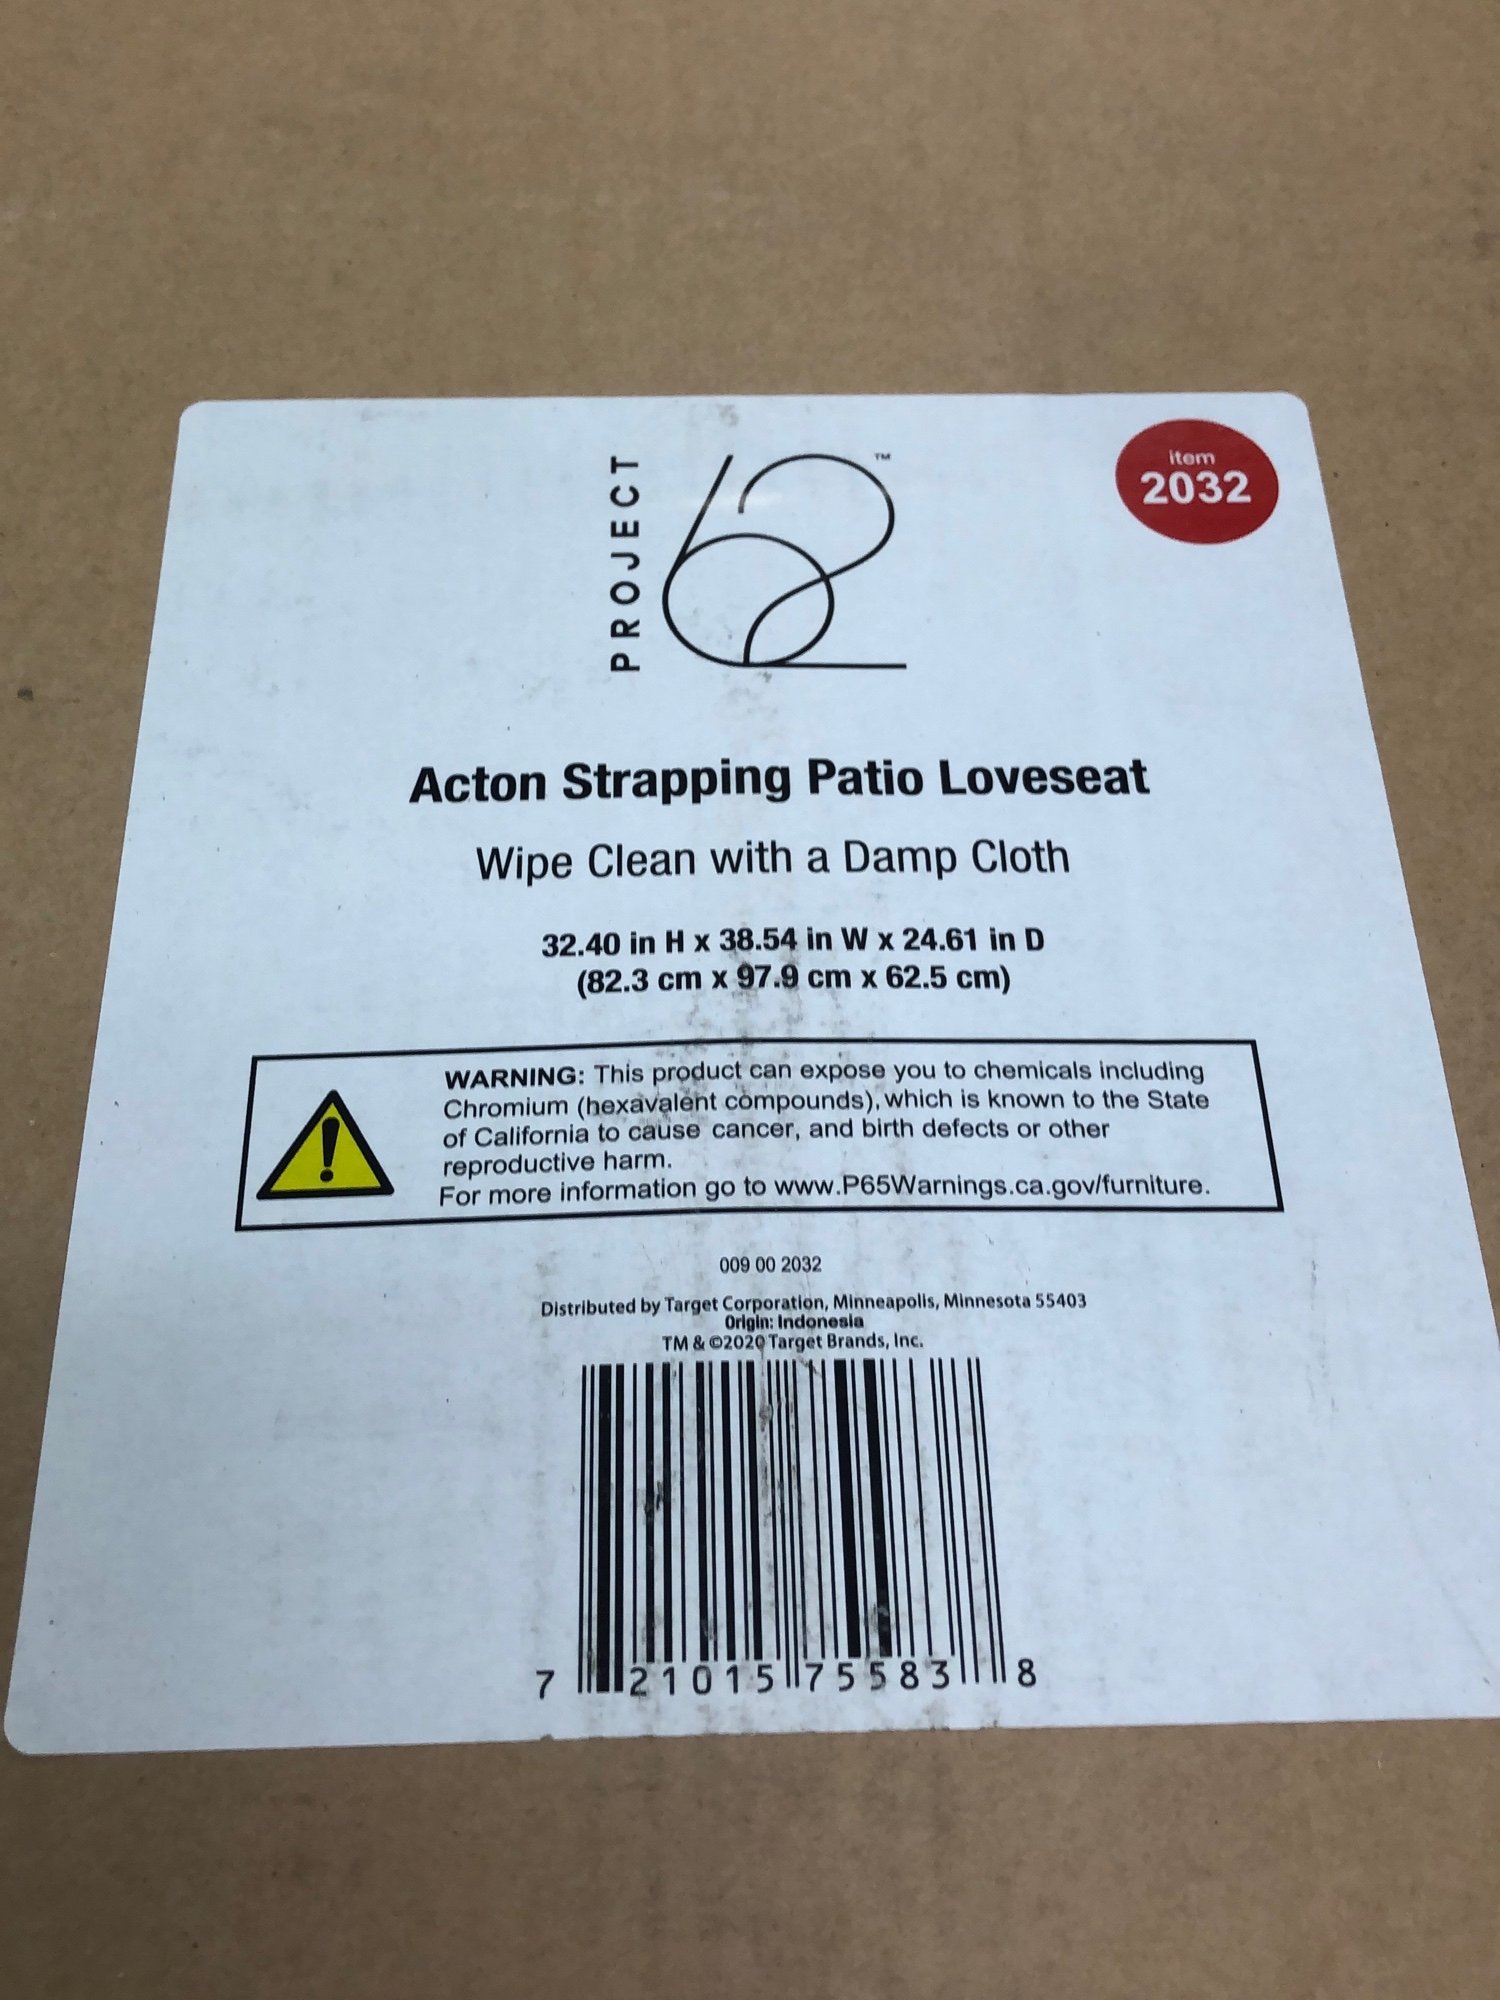 PROJECT
62™
item
2032
Acton Strapping Patio Loveseat
Wipe Clean with a Damp Cloth
32.40 in H x 38.54 in W x 24.61 in D
(82.3 cm x 97.9 cm x 62.5 cm)
WARNING: This product can expose you to chemicals including
Chromium (hexavalent compounds), which is known to the State
of California to cause cancer, and birth defects or other
reproductive harm.
For more information go to www.P65Warnings.ca.gov/furniture.
009 00 2032
Distributed by Target Corporation, Minneapolis, Minnesota 55403
Origin: Indonesia
TM & ©2020 Target Brands, Inc.
7 21015 75583 8